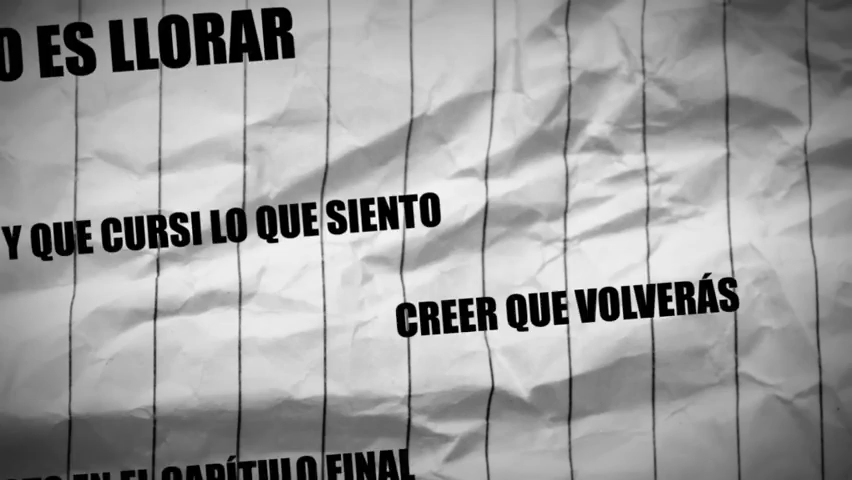 O ES LLORAR
Y QUE CURSI LO QUE SIENTO
CREER QUE VOLVERÁS
EN EL CAPÍTULO FINAL